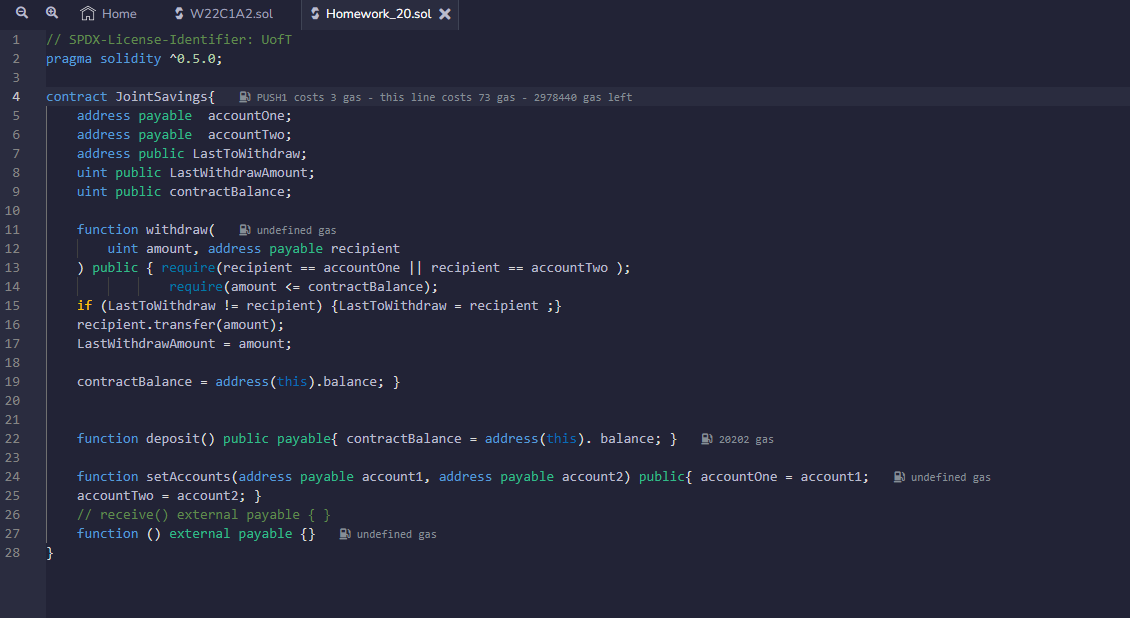 Home W22C1A2.sol Homework_20.sol
1 // SPDX-License-Identifier: UofT
2 pragma solidity ^0.5.0;
3
4 contract JointSavings{ PUSH1 costs 3 gas - this line costs 73 gas - 2978440 gas left
5 address payable  accountOne;
6 address payable  accountTwo;
7 address public LastToWithdraw;
8 uint public LastWithdrawAmount;
9 uint public contractBalance;
10
11 function withdraw( undefined gas
12 uint amount, address payable recipient
13 ) public { require(recipient == accountOne || recipient == accountTwo );
14 require(amount <= contractBalance);
15 if (LastToWithdraw != recipient) {LastToWithdraw = recipient ;}
16 recipient.transfer(amount);
17 LastWithdrawAmount = amount;
18
19 contractBalance = address(this).balance; }
20
21
22 function deposit() public payable{ contractBalance = address(this). balance; } 20202 gas
23
24 function setAccounts(address payable account1, address payable account2) public{ accountOne = account1; undefined gas
25 accountTwo = account2; }
26 // receive() external payable { }
27 function () external payable {} undefined gas
28 }